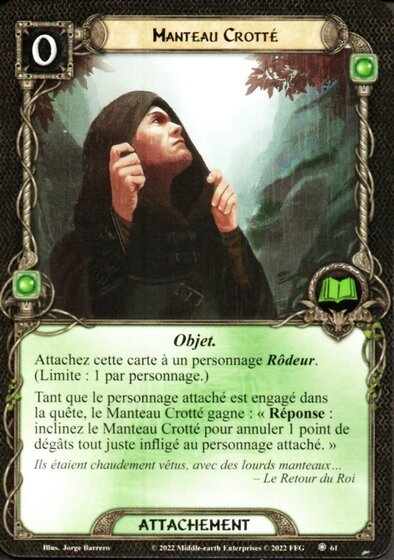 0
Manteau Crotté
Objet.
Attachez cette carte à un personnage Rôdeur.
(Limite : 1 par personnage.)
Tant que le personnage attaché est engagé dans
la quête, le Manteau Crotté gagne : « Réponse :
inclinez le Manteau Crotté pour annuler 1 point de
dégâts tout juste infligé au personnage attaché. »
Ils étaient chaudement vêtus, avec des lourds manteaux…
– Le Retour du Roi
ATTACHEMENT
Illus. Jorge Barrero © 2022 Middle-earth Enterprises © 2022 FFG 61